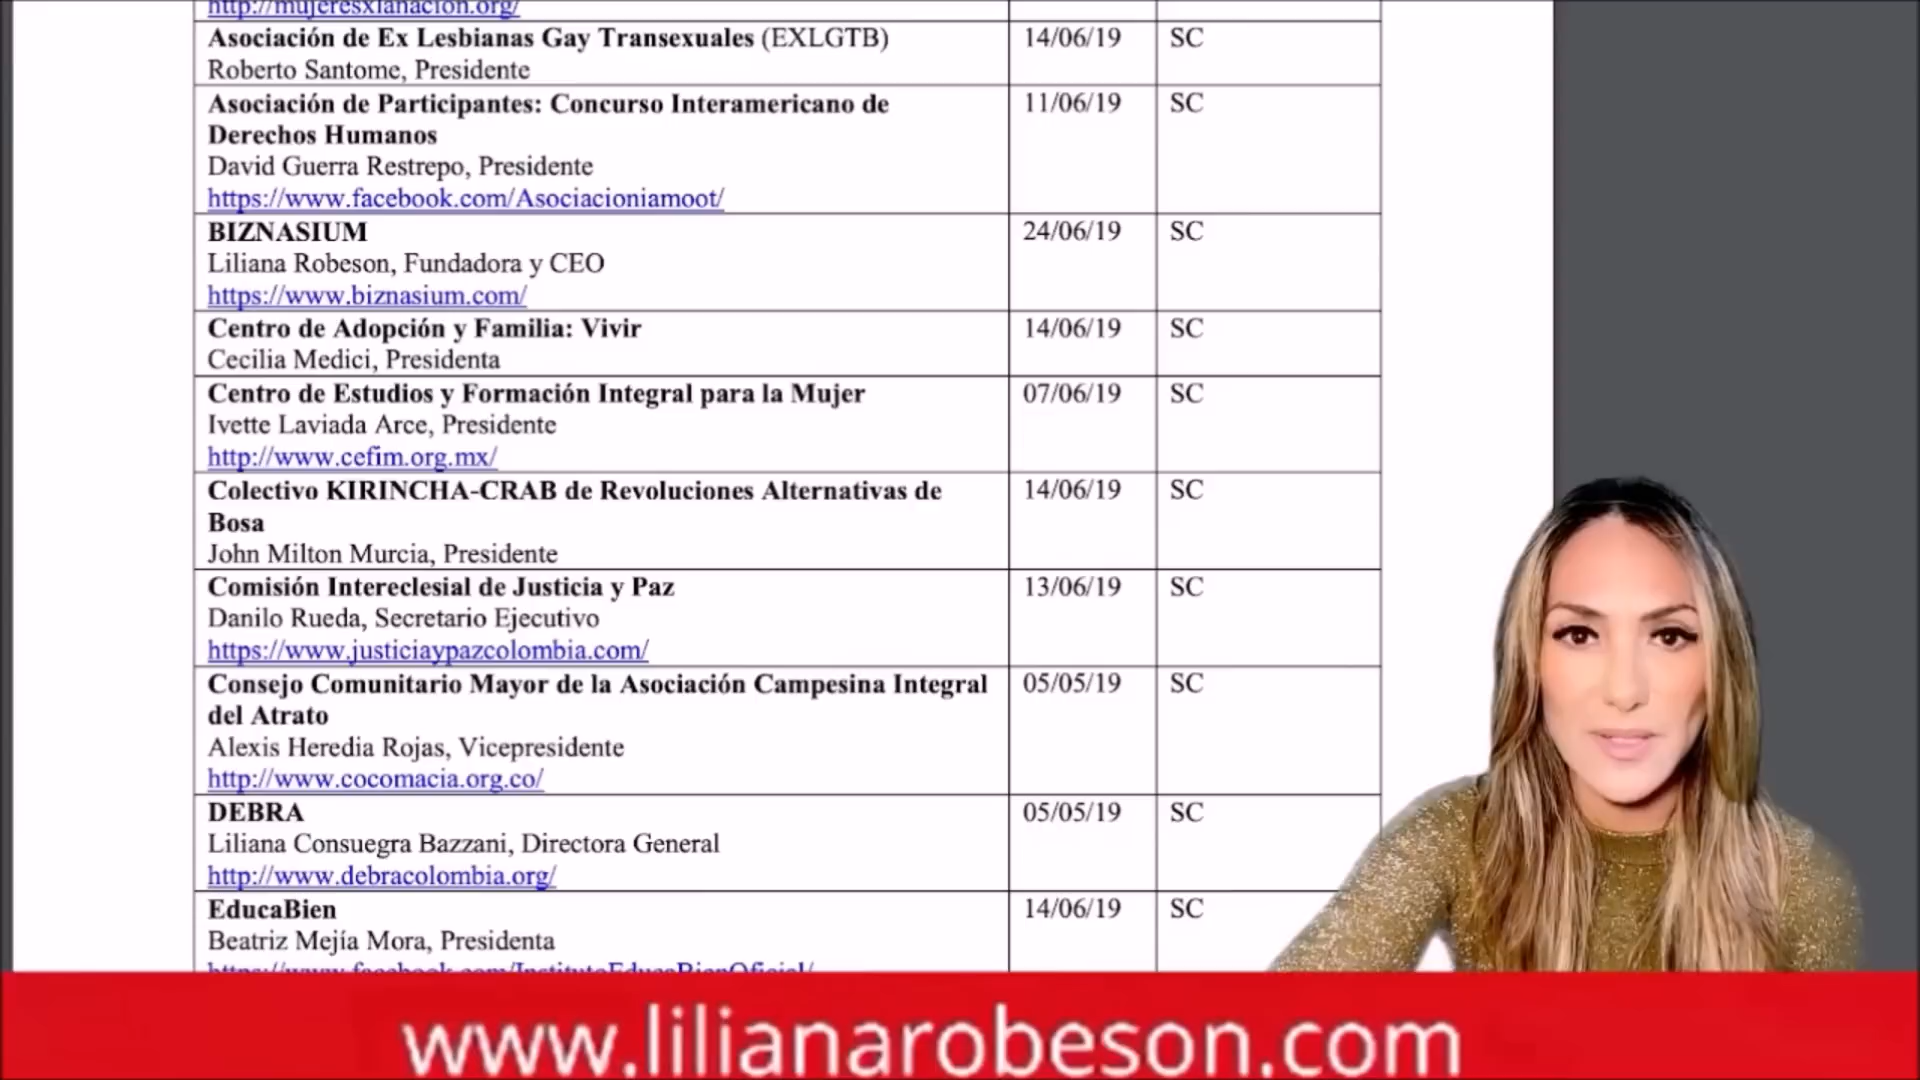 http://mujeresxlanacion.org/
Asociación de Ex Lesbianas Gay Transexuales (EXLGTB) 14/06/19 SC
Roberto Santome, Presidente
Asociación de Participantes: Concurso Interamericano de 11/06/19 SC
Derechos Humanos
David Guerra Restrepo, Presidente
https://www.facebook.com/Asociacioniamoot/
BIZNASIUM 24/06/19 SC
Liliana Robeson, Fundadora y CEO
https://www.biznasium.com/
Centro de Adopción y Familia: Vivir 14/06/19 SC
Cecilia Medici, Presidenta
Centro de Estudios y Formación Integral para la Mujer 07/06/19 SC
Ivette Laviada Arce, Presidente
http://www.cefim.org.mx/
Colectivo KIRINCHA-CRAB de Revoluciones Alternativas de 14/06/19 SC
Bosa
John Milton Murcia, Presidente
Comisión Intereclesial de Justicia y Paz 13/06/19 SC
Danilo Rueda, Secretario Ejecutivo
https://www.justiciaypazcolombia.com/
Consejo Comunitario Mayor de la Asociación Campesina Integral 05/05/19 SC
del Atrato
Alexis Heredia Rojas, Vicepresidente
http://www.cocomacia.org.co/
DEBRA 05/05/19 SC
Liliana Consuegra Bazzani, Directora General
http://www.debracolombia.org/
EducaBien 14/06/19 SC
Beatriz Mejía Mora, Presidenta
https://www.facebook.com/InstitutoEducaBienOficial/
www.lilianarobeson.com